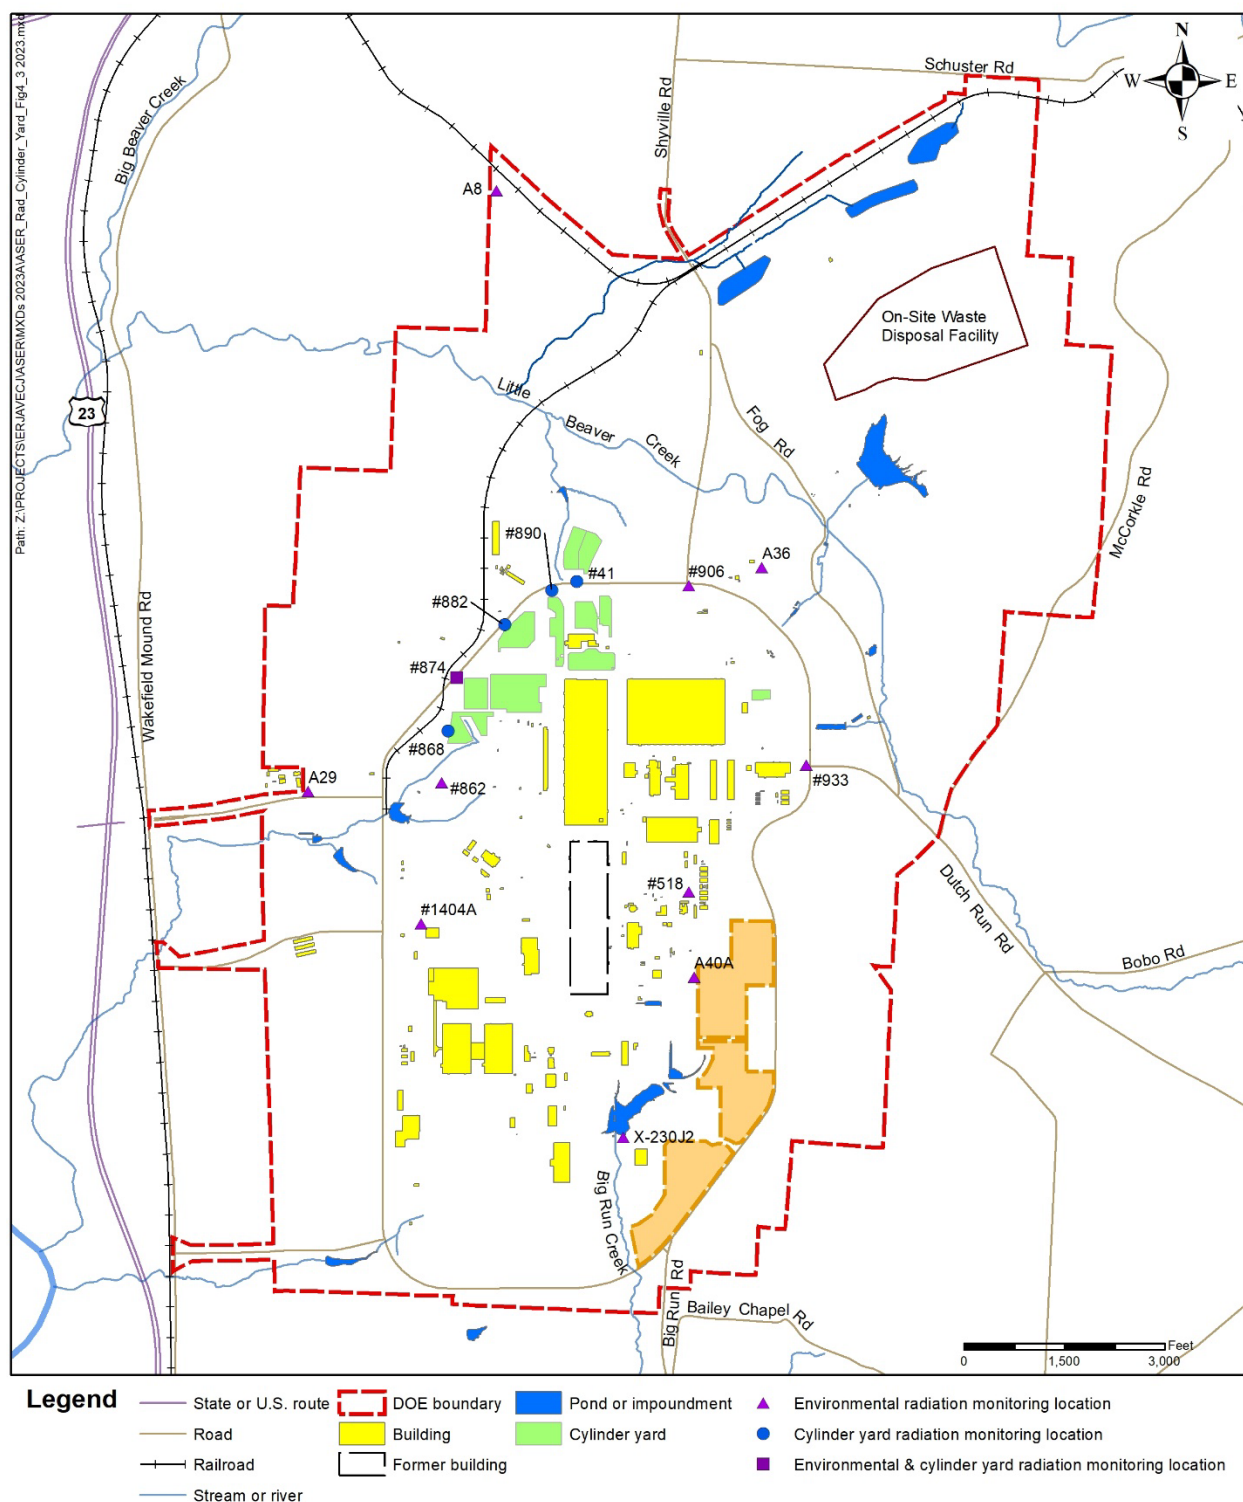 Path: Z:\PROJECTS\ERJAVECJ\ASER\MXDs 2023A\ASER_Rad_Cylinder_Yard_Fig4_3 2023.mxd
N
W
E
S
Schuster Rd
Shyville Rd
Big Beaver Creek
A8
On-Site Waste
Disposal Facility
23
Little
Beaver
Creek
Fog Rd
McCorkle Rd
#890
#41
A36
#906
#882
#874
Wakefield Mound Rd
#868
#862
A29
#933
#518
#1404A
Dutch Run Rd
Bobo Rd
A40A
X-230J2
Big Run Creek
Big Run Rd
Bailey Chapel Rd
Feet
0
1,500
3,000
Legend
State or U.S. route
DOE boundary
Pond or impoundment
Environmental radiation monitoring location
Road
Building
Cylinder yard
Cylinder yard radiation monitoring location
Railroad
Former building
Environmental & cylinder yard radiation monitoring location
Stream or river